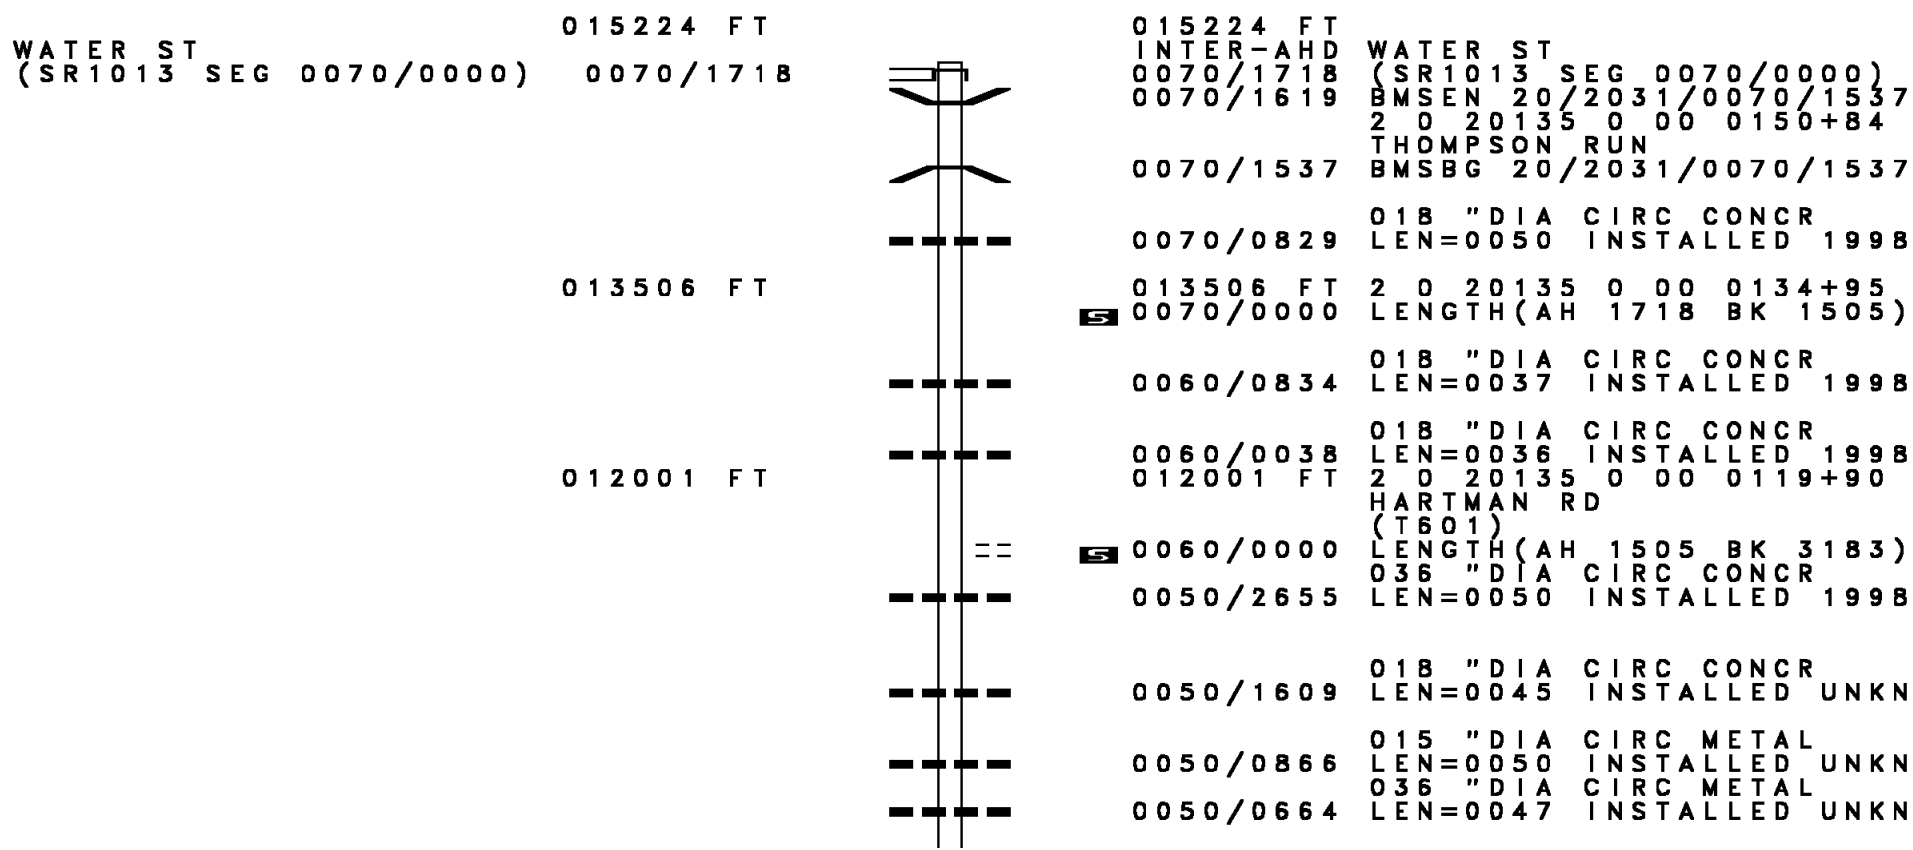 015224 FT 015224 FT
WATER ST INTER-AHD WATER ST
(SR1013 SEG 0070/0000) 0070/1718 0070/1718 (SR1013 SEG 0070/0000)
0070/1619 BMSEN 20/2031/0070/1537
2 0 20135 0 00 0150+84
THOMPSON RUN
0070/1537 BMSBG 20/2031/0070/1537
018 "DIA CIRC CONCR
0070/0829 LEN=0050 INSTALLED 1998
013506 FT 013506 FT 2 0 20135 0 00 0134+95
S 0070/0000 LENGTH(AH 1718 BK 1505)
018 "DIA CIRC CONCR
0060/0834 LEN=0037 INSTALLED 1998
018 "DIA CIRC CONCR
0060/0038 LEN=0036 INSTALLED 1998
012001 FT 012001 FT 2 0 20135 0 00 0119+90
HARTMAN RD
(T601)
S 0060/0000 LENGTH(AH 1505 BK 3183)
036 "DIA CIRC CONCR
0050/2655 LEN=0050 INSTALLED 1998
018 "DIA CIRC CONCR
0050/1609 LEN=0045 INSTALLED UNKN
015 "DIA CIRC METAL
0050/0866 LEN=0050 INSTALLED UNKN
036 "DIA CIRC METAL
0050/0664 LEN=0047 INSTALLED UNKN